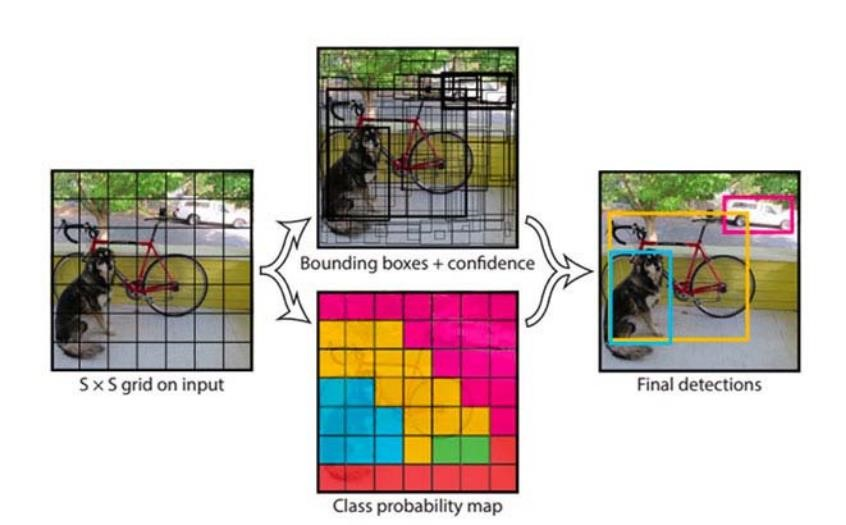 Bounding boxes + confidence
S × S grid on input
Final detections
Class probability map